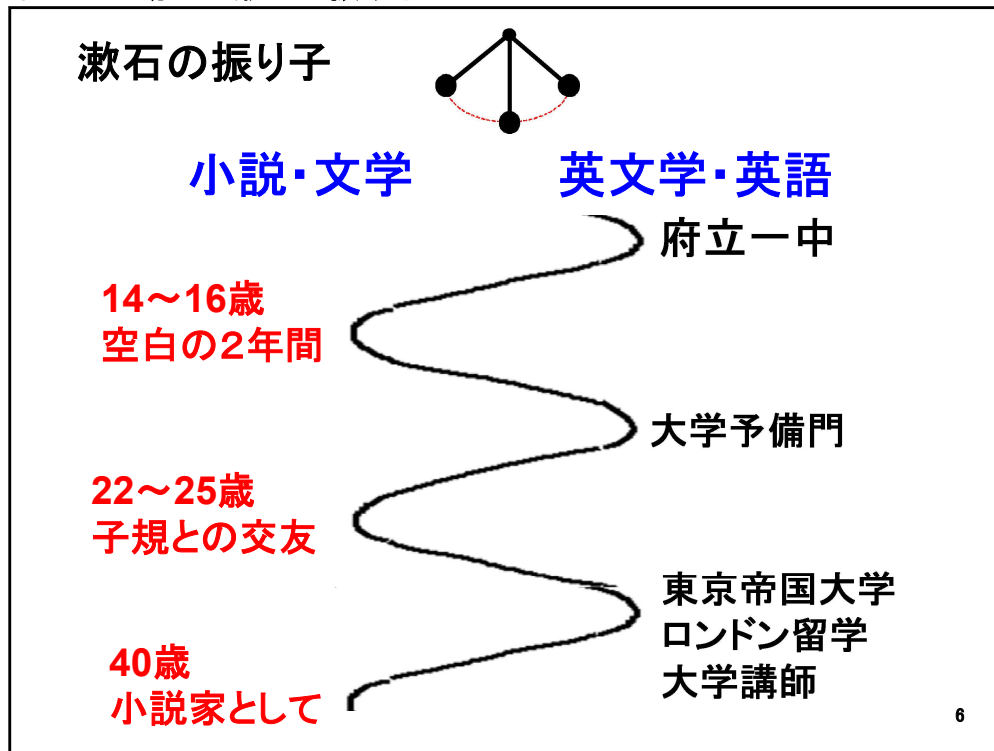 漱石の振り子
小説・文学
英文学・英語
府立一中
14～16歳
空白の２年間
大学予備門
22～25歳
子規との交友
東京帝国大学
ロンドン留学
大学講師
40歳
小説家として
6